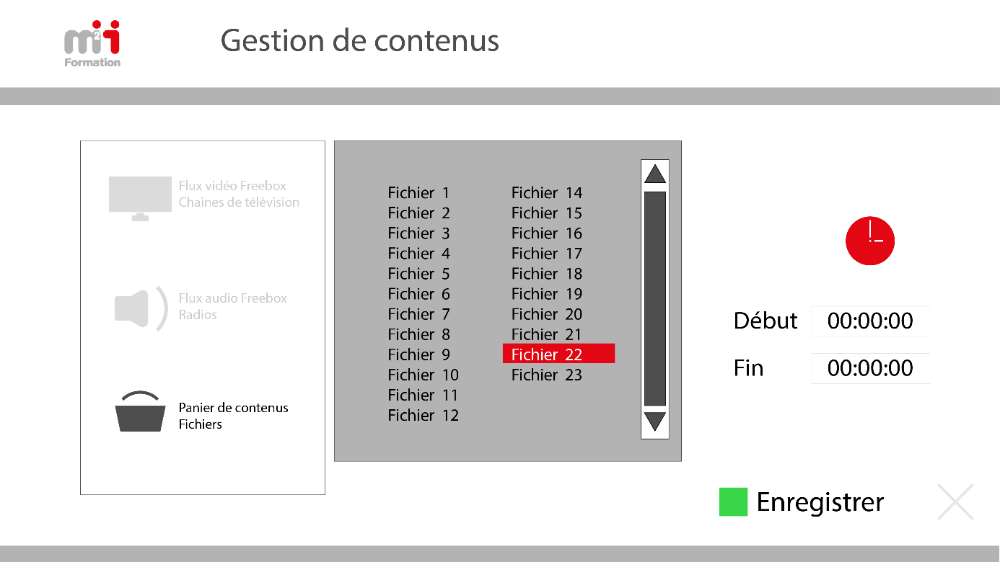 m2i
Formation
Gestion de contenus
Flux vidéo Freebox
Chaines de télévision
Flux audio Freebox
Radios
Panier de contenus
Fichiers
Fichier 1
Fichier 2
Fichier 3
Fichier 4
Fichier 5
Fichier 6
Fichier 7
Fichier 8
Fichier 9
Fichier 10
Fichier 11
Fichier 12
Fichier 14
Fichier 15
Fichier 16
Fichier 17
Fichier 18
Fichier 19
Fichier 20
Fichier 21
Fichier 22
Fichier 23
Début 00:00:00
Fin 00:00:00
Enregistrer